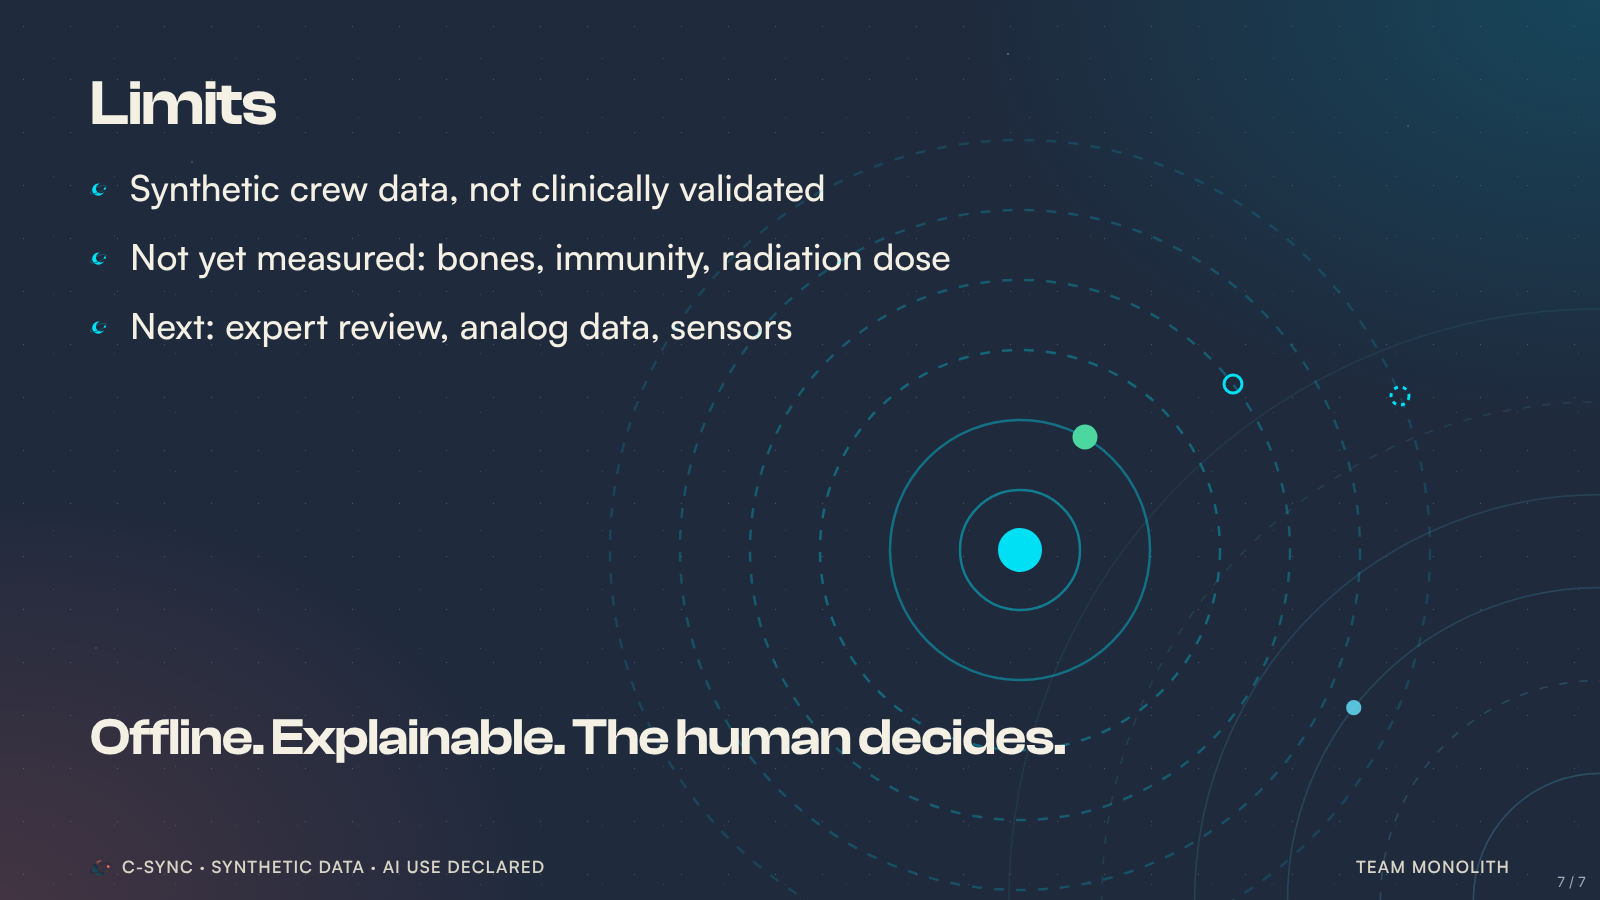 Limits
Synthetic crew data, not clinically validated
Not yet measured: bones, immunity, radiation dose
Next: expert review, analog data, sensors
Offline. Explainable. The human decides.
C-SYNC · SYNTHETIC DATA · AI USE DECLARED
TEAM MONOLITH
7 / 7